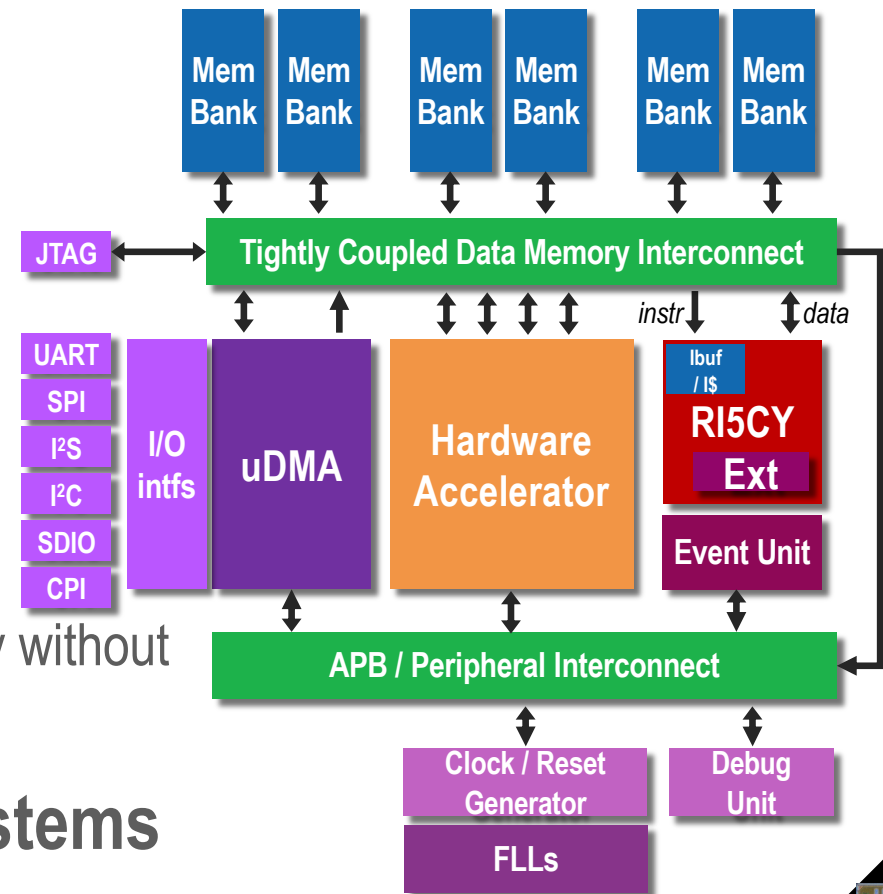 Mem Bank
Mem Bank
Mem Bank
Mem Bank
Mem Bank
Mem Bank
JTAG
Tightly Coupled Data Memory Interconnect
instr
data
UART
SPI
I²S
I²C
SDIO
CPI
I/O
intfs
uDMA
Hardware
Accelerator
Ibuf
/ I$
RI5CY
Ext
Event Unit
without
APB / Peripheral Interconnect
Clock / Reset
Generator
Debug
Unit
stems
FLLs